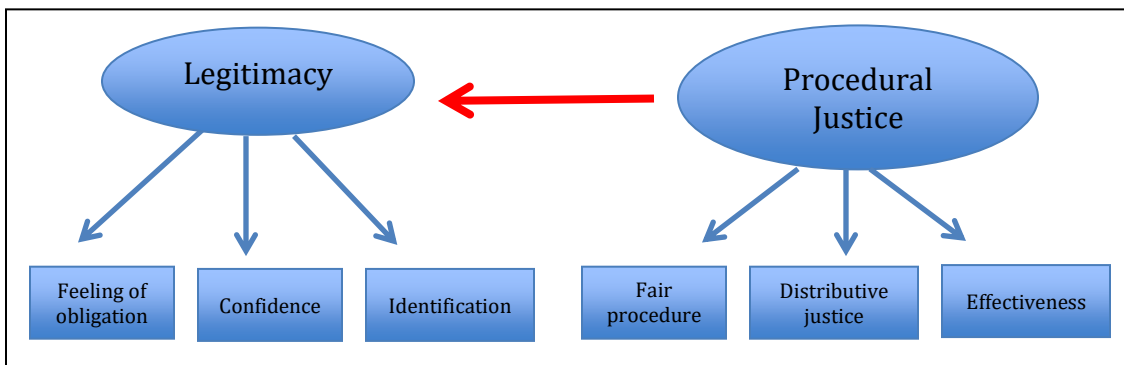 Legitimacy
Procedural
Justice
Feeling of
obligation
Confidence
Identification
Fair
procedure
Distributive
justice
Effectiveness